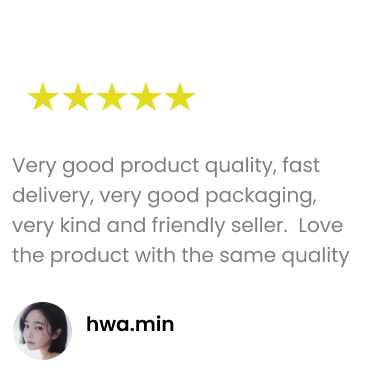 Very good product quality, fast
delivery, very good packaging,
very kind and friendly seller.  Love
the product with the same quality
hwa.min